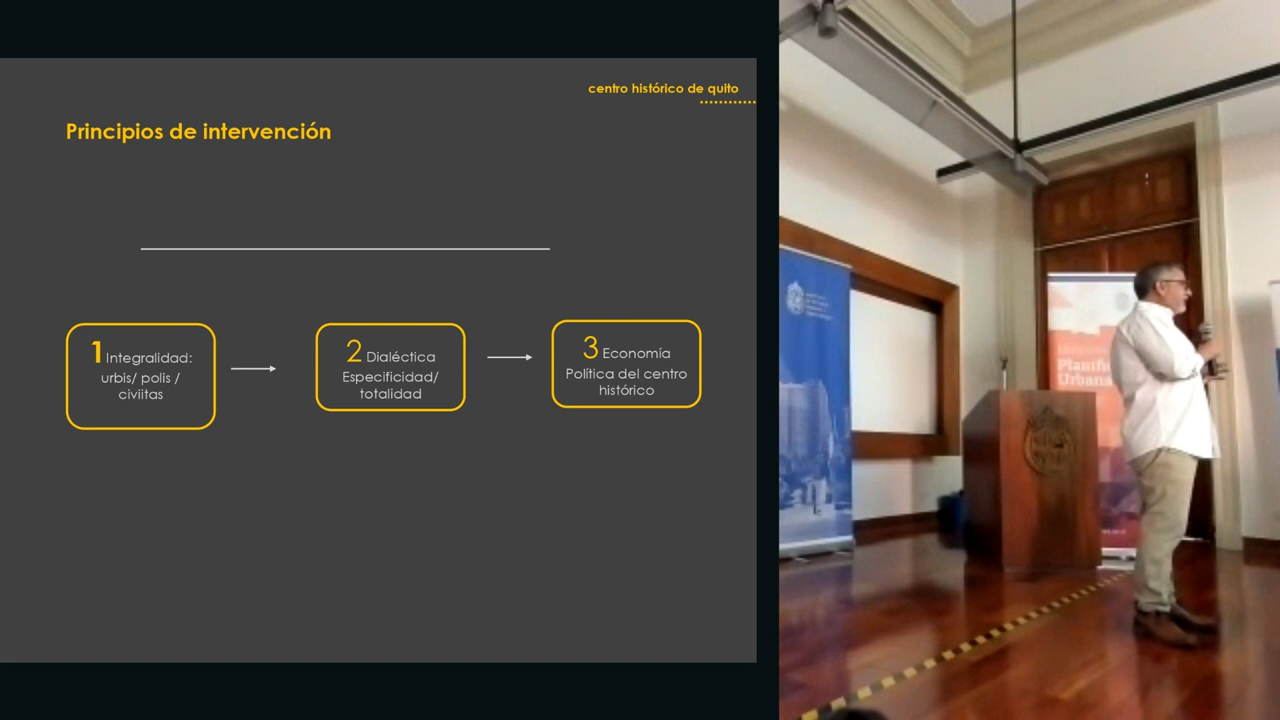 centro histórico de quito
Principios de intervención
1 Integralidad:
urbis/ polis /
civiitas
2 Dialéctica
Especificidad/
totalidad
3 Economía
Política del centro
histórico
Planifi
Urbana